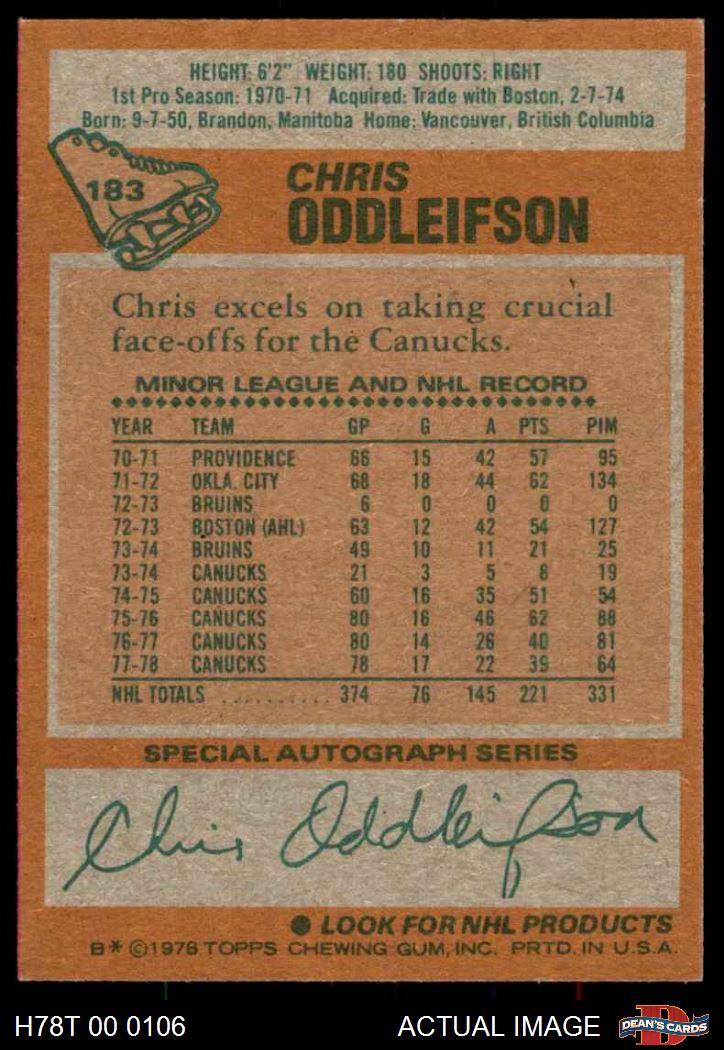 HEIGHT: 6'2" WEIGHT: 180 SHOOTS: RIGHT
1st Pro Season: 1970-71 Acquired: Trade with Boston, 2-7-74
Born: 9-7-50, Brandon, Manitoba Home: Vancouver, British Columbia
183
CHRIS
ODDLEIFSON
Chris excels on taking crucial
face-offs for the Canucks.
MINOR LEAGUE AND NHL RECORD
YEAR TEAM GP G A PTS PIM
70-71 PROVIDENCE 66 15 42 57 95
71-72 OKLA. CITY 68 18 44 62 134
72-73 BRUINS 6 0 0 0 0
72-73 BOSTON (AHL) 63 12 42 54 127
73-74 BRUINS 49 10 11 21 25
73-74 CANUCKS 21 3 5 8 19
74-75 CANUCKS 60 16 35 51 54
75-76 CANUCKS 80 16 46 62 88
76-77 CANUCKS 80 14 26 40 81
77-78 CANUCKS 78 17 22 39 64
NHL TOTALS .......... 374 76 145 221 331
SPECIAL AUTOGRAPH SERIES
Chris Oddleifson
● LOOK FOR NHL PRODUCTS
B* ©1978 TOPPS CHEWING GUM, INC. PRTD. IN U.S.A.
H78T 00 0106 ACTUAL IMAGE
D
DEAN'S CARDS